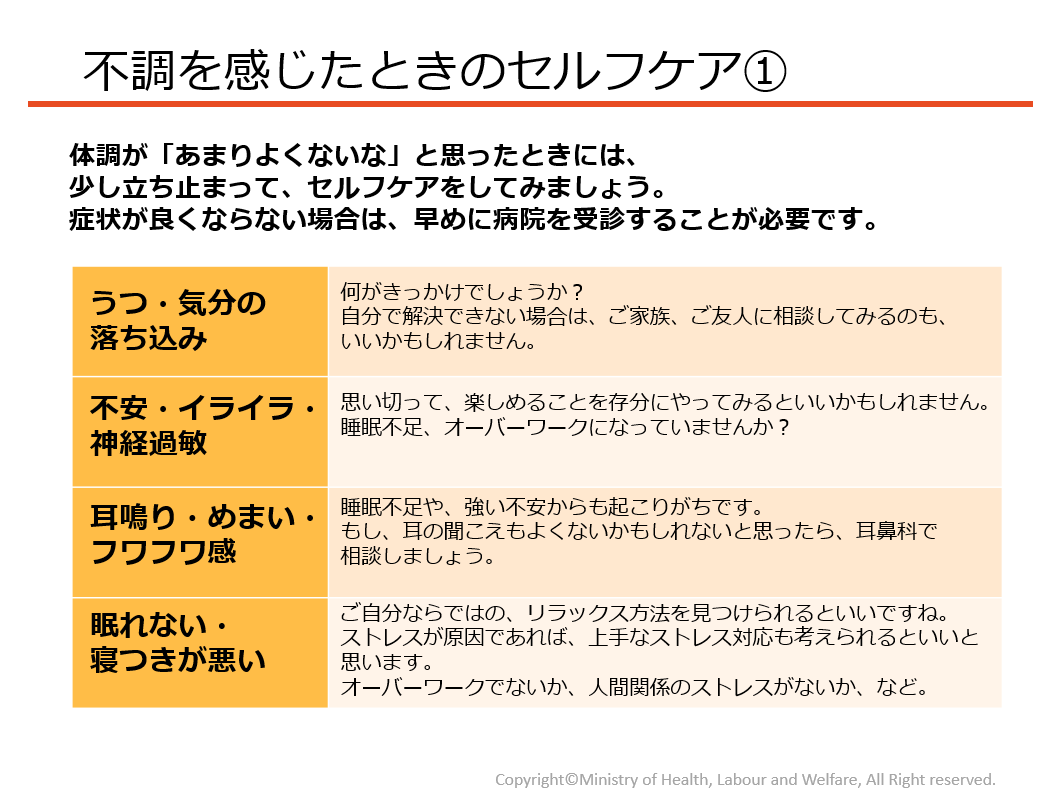 不調を感じたときのセルフケア①
体調が「あまりよくないな」と思ったときには、
少し立ち止まって、セルフケアをしてみましょう。
症状が良くならない場合は、早めに病院を受診することが必要です。
うつ・気分の
落ち込み
何がきっかけでしょうか？
自分で解決できない場合は、ご家族、ご友人に相談してみるのも、
いいかもしれません。
不安・イライラ・
神経過敏
思い切って、楽しめることを存分にやってみるといいかもしれません。
睡眠不足、オーバーワークになっていませんか？
耳鳴り・めまい・
フワフワ感
睡眠不足や、強い不安からも起こりがちです。
もし、耳の聞こえもよくないかもしれないと思ったら、耳鼻科で
相談しましょう。
眠れない・
寝つきが悪い
ご自分ならではの、リラックス方法を見つけられるといいですね。
ストレスが原因であれば、上手なストレス対応も考えられるといいと
思います。
オーバーワークでないか、人間関係のストレスがないか、など。
Copyright©Ministry of Health, Labour and Welfare, All Right reserved.